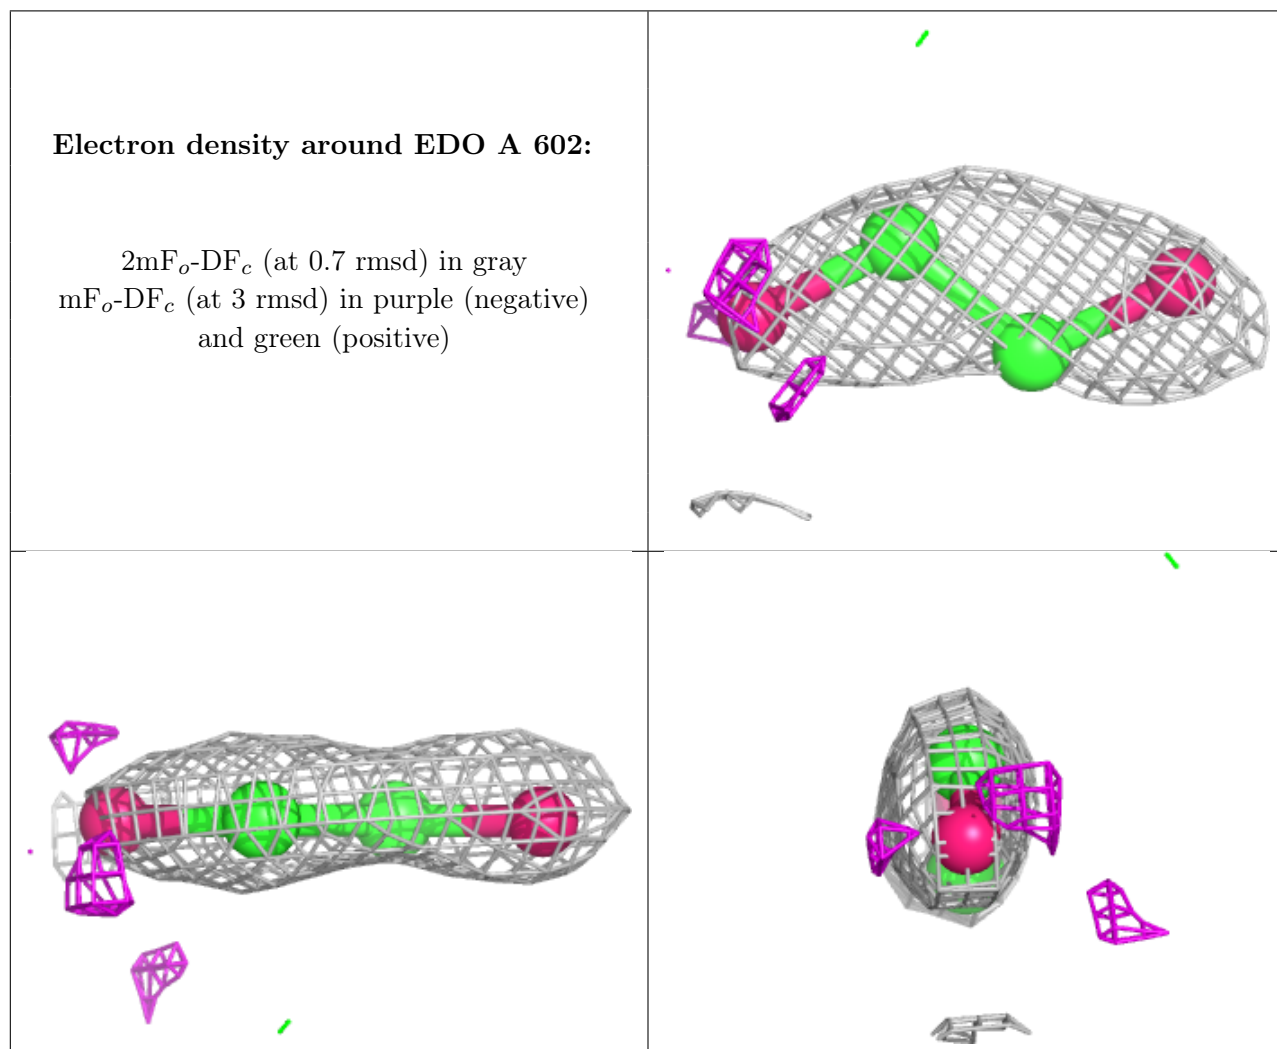 Electron density around EDO A 602:
2mFₒ-DF𝒸 (at 0.7 rmsd) in gray
mFₒ-DF𝒸 (at 3 rmsd) in purple (negative)
and green (positive)